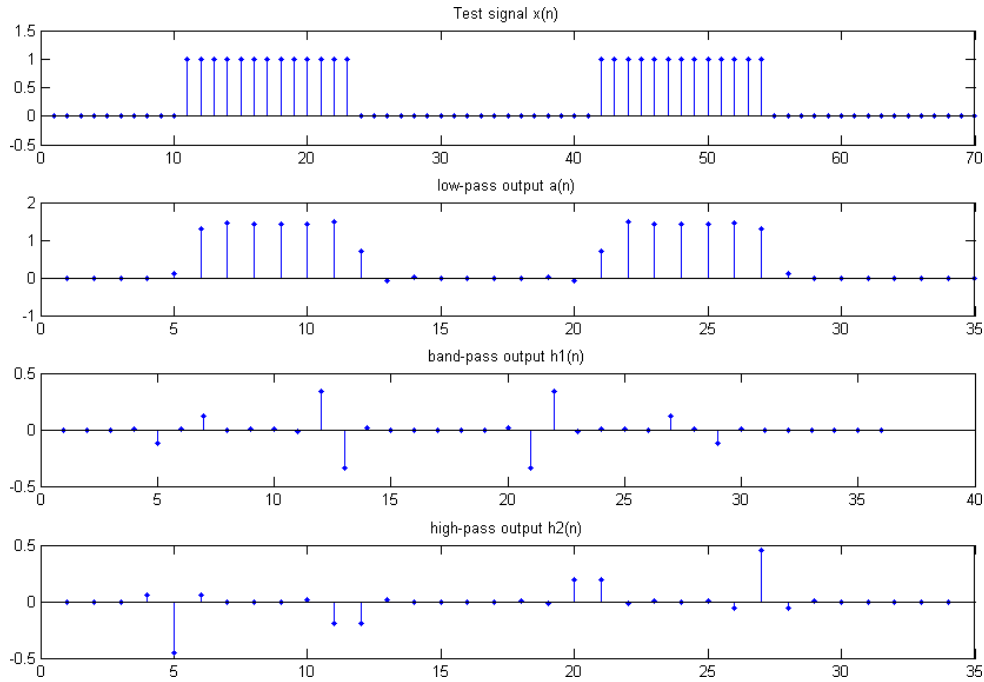 Test signal x(n)
1.5
1
0.5
0
-0.5
0 10 20 30 40 50 60 70
low-pass output a(n)
2
1
0
-1
0 5 10 15 20 25 30 35
band-pass output h1(n)
0.5
0
-0.5
0 5 10 15 20 25 30 35 40
high-pass output h2(n)
0.5
0
-0.5
0 5 10 15 20 25 30 35